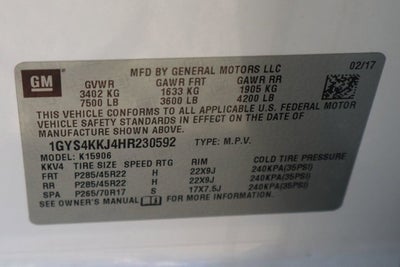 GM MFD BY GENERAL MOTORS LLC 02/17
GVWR GAWR FRT GAWR RR
3402 KG 1633 KG 1905 KG
7500 LB 3600 LB 4200 LB
THIS VEHICLE CONFORMS TO ALL APPLICABLE U.S. FEDERAL MOTOR
VEHICLE SAFETY STANDARDS IN EFFECT ON THE DATE OF
MANUFACTURE SHOWN ABOVE.
1GYS4KKJ4HR230592 TYPE: M.P.V.
MODEL: K15906
KKV4 TIRE SIZE SPEED RTG RIM COLD TIRE PRESSURE
FRT P285/45R22 H 22X9J 240KPA(35PSI)
RR P285/45R22 H 22X9J 240KPA(35PSI)
SPA P265/70R17 S 17X7.5J 240KPA(35PSI)
SEE OWNER'S MANUAL FOR MORE INFORMATION.